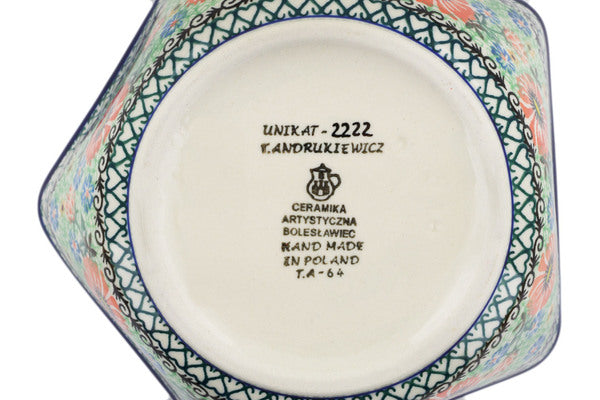 UNIKAT - 2222
T. ANDRUKIEWICZ
CERAMIKA
ARTYSTYCZNA
BOLESŁAWIEC
HAND MADE
IN POLAND
T.A - 64